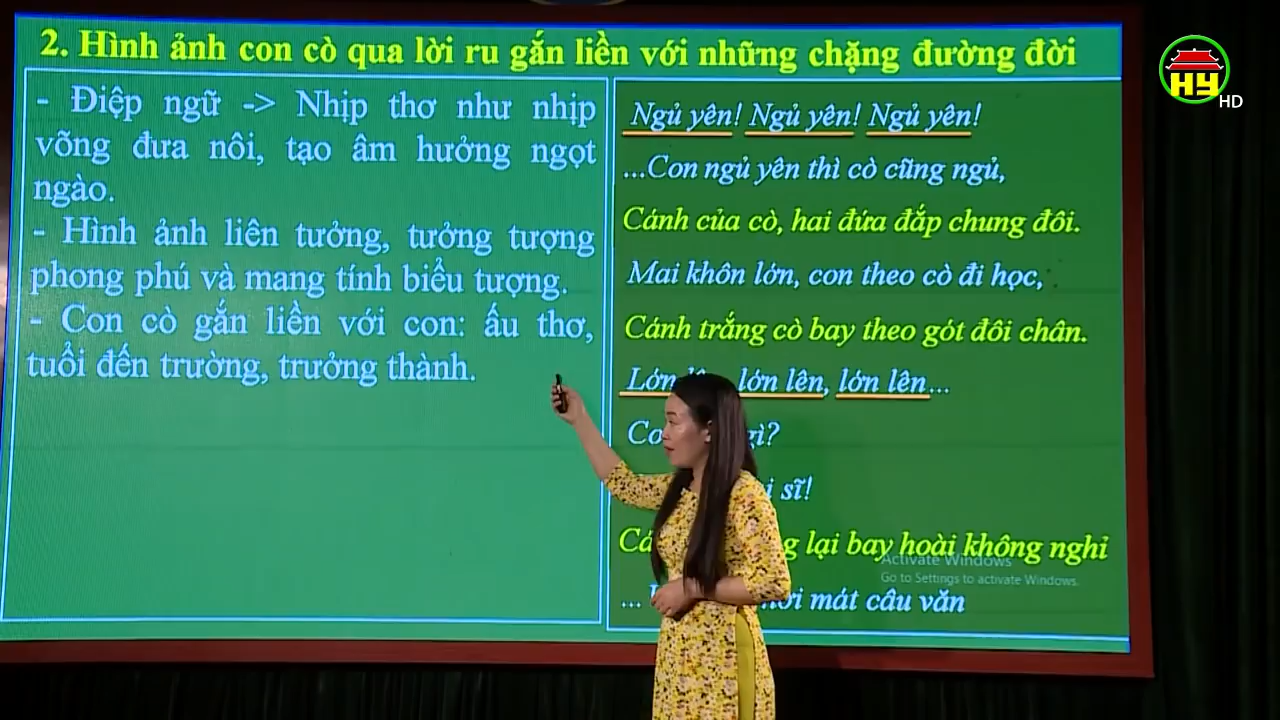 2. Hình ảnh con cò qua lời ru gắn liền với những chặng đường đời
- Điệp ngữ -> Nhịp thơ như nhịp
võng đưa nôi, tạo âm hưởng ngọt
ngào.
- Hình ảnh liên tưởng, tưởng tượng
phong phú và mang tính biểu tượng.
- Con cò gắn liền với con: ấu thơ,
tuổi đến trường, trưởng thành.
Ngủ yên! Ngủ yên! Ngủ yên!
...Con ngủ yên thì cò cũng ngủ,
Cánh của cò, hai đứa đắp chung đôi.
Mai khôn lớn, con theo cò đi học,
Cánh trắng cò bay theo gót đôi chân.
Lớn lớn lên, lớn lên...
gì?
sĩ!
lại bay hoài không nghỉ
... mát câu văn
Activate Windows
Go to Settings to activate Windows.
HY
HD